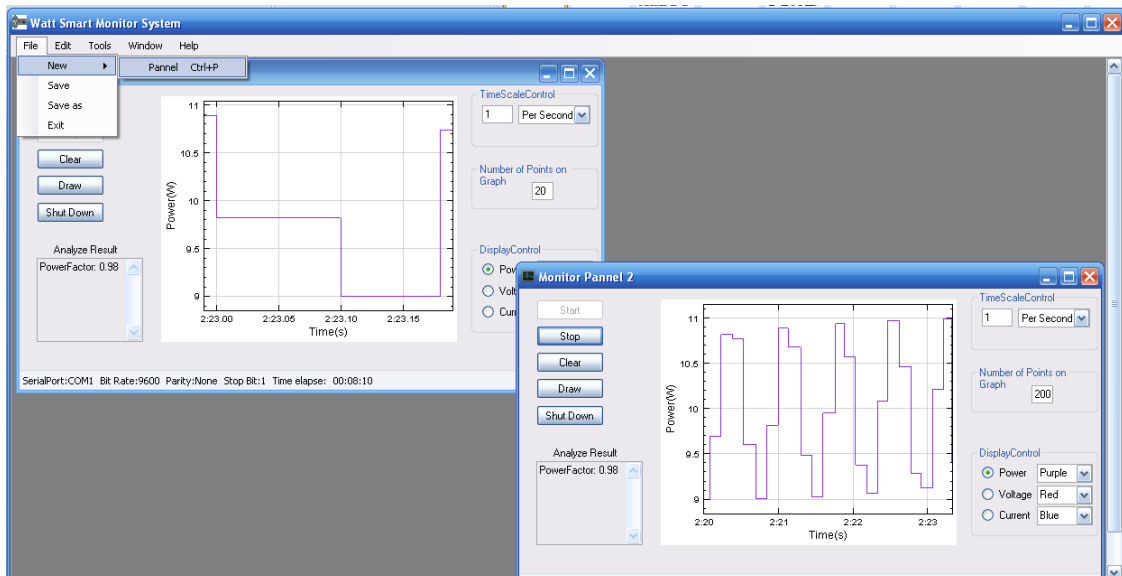 Watt Smart Monitor System
File Edit Tools Window Help
New Pannel Ctrl+P
Save
Save as
Exit
Clear
Draw
Shut Down
Analyze Result
PowerFactor: 0.98
11
10.5
10
9.5
9
Power(W)
2:23.00 2:23.05 2:23.10 2:23.15
Time(s)
TimeScaleControl
1 Per Second
Number of Points on
Graph
20
DisplayControl
SerialPort:COM1 Bit Rate:9600 Parity:None Stop Bit:1 Time elapse: 00:08:10
Monitor Pannel 2
Start
Stop
Clear
Draw
Shut Down
Analyze Result
PowerFactor: 0.98
11
10.5
10
9.5
9
Power(W)
2:20 2:21 2:22 2:23
Time(s)
TimeScaleControl
1 Per Second
Number of Points on
Graph
200
DisplayControl
Power Purple
Voltage Red
Current Blue